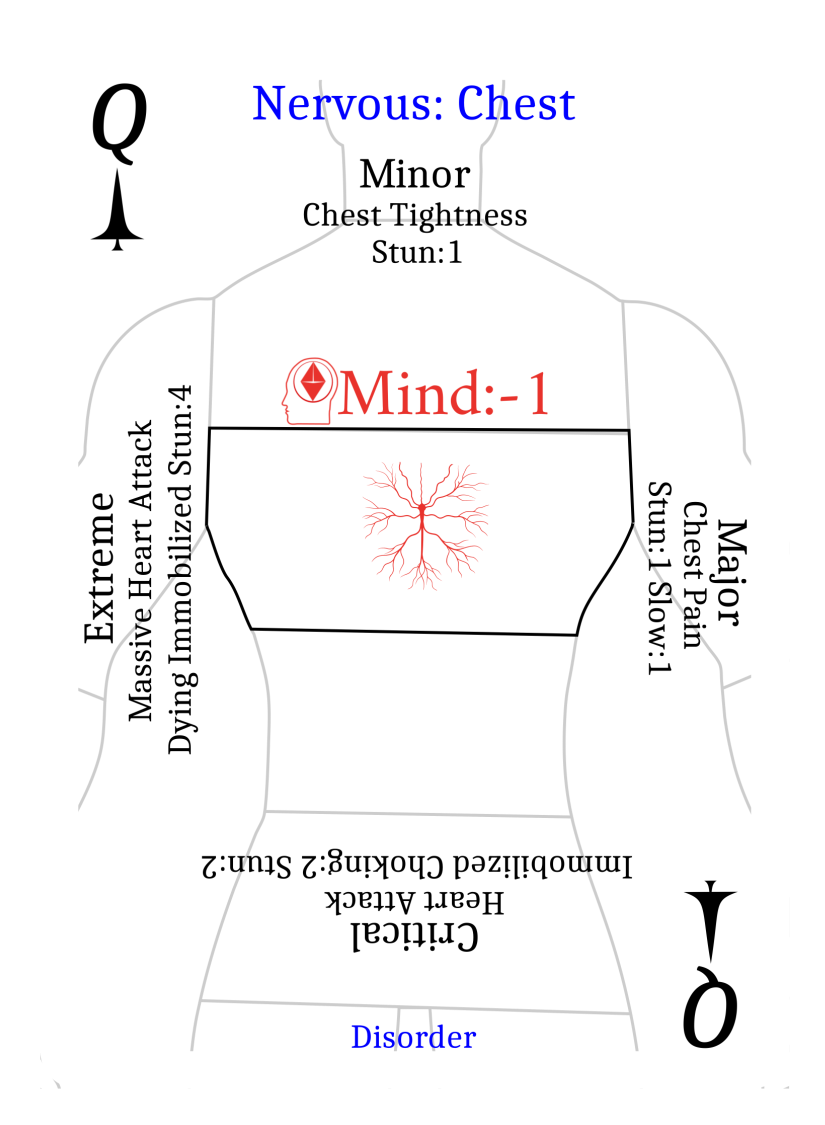 Q
Nervous: Chest
Minor
Chest Tightness
Stun:1
Mind:-1
Extreme
Massive Heart Attack
Dying Immobilized Stun:4
Major
Chest Pain
Stun:1 Slow:1
Critical
Heart Attack
Immobilized Choking:2 Stun:2
Disorder
Q